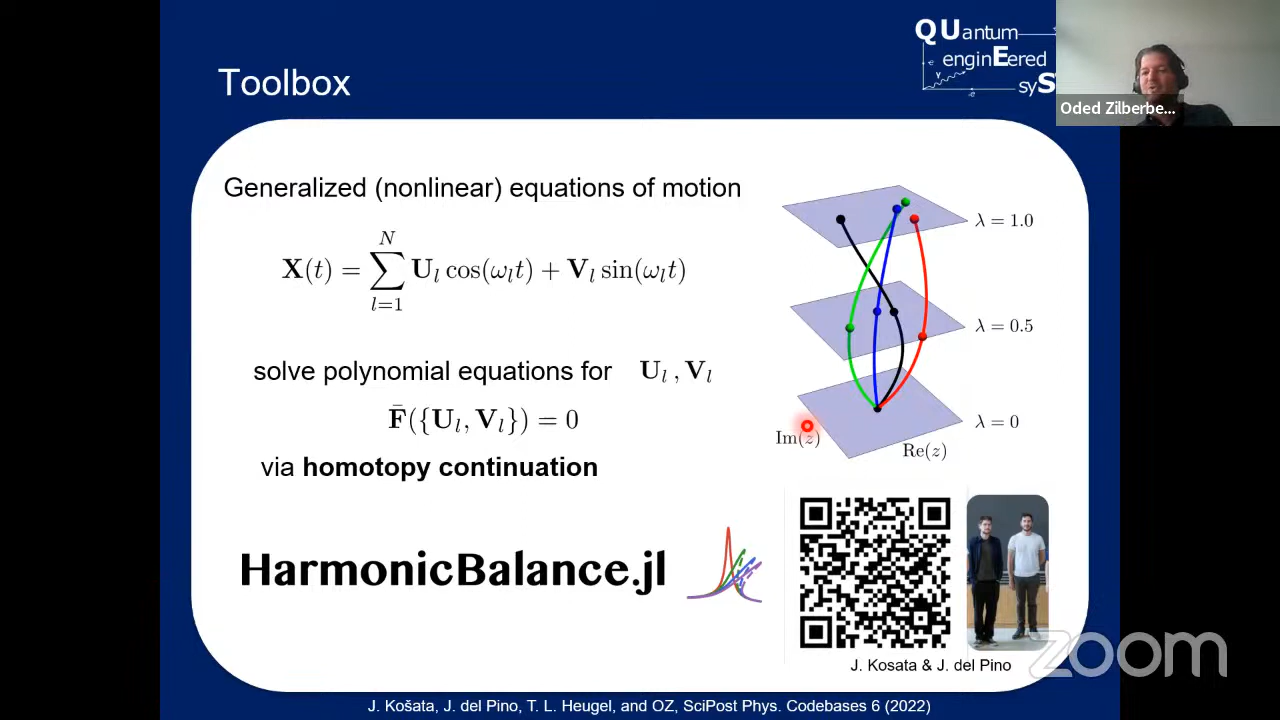 QUantum
enginEered
syS
Toolbox
Oded Zilberbe...
Generalized (nonlinear) equations of motion
X(t) = \sum_{l=1}^{N} U_l cos(ω_l t) + V_l sin(ω_l t)
solve polynomial equations for U_l , V_l
F̄({U_l, V_l}) = 0
via homotopy continuation
λ = 1.0
λ = 0.5
λ = 0
Im(z)
Re(z)
HarmonicBalance.jl
J. Kosata & J. del Pino
zoom
J. Košata, J. del Pino, T. L. Heugel, and OZ, SciPost Phys. Codebases 6 (2022)